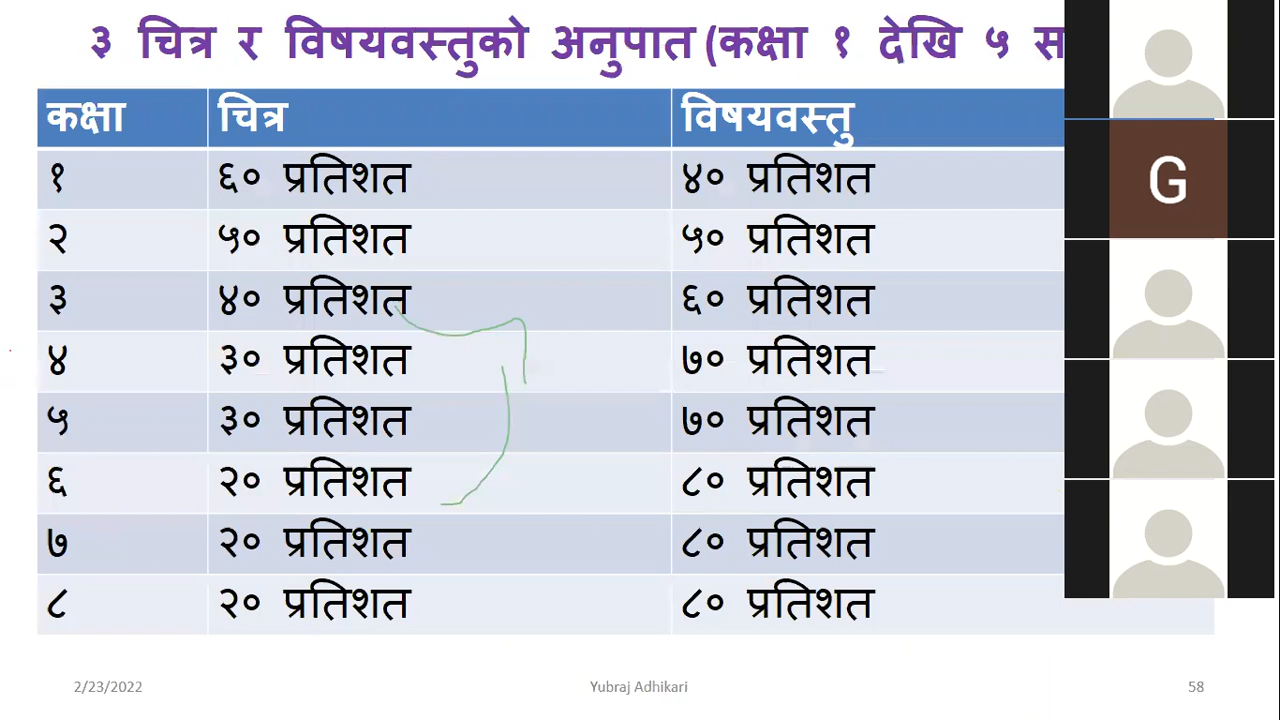 ३ चित्र र विषयवस्तुको अनुपात (कक्षा १ देखि ५ स
कक्षा चित्र विषयवस्तु
१ ६० प्रतिशत ४० प्रतिशत
२ ५० प्रतिशत ५० प्रतिशत
३ ४० प्रतिशत ६० प्रतिशत
४ ३० प्रतिशत ७० प्रतिशत
५ ३० प्रतिशत ७० प्रतिशत
६ २० प्रतिशत ८० प्रतिशत
७ २० प्रतिशत ८० प्रतिशत
८ २० प्रतिशत ८० प्रतिशत
G
2/23/2022 Yubraj Adhikari 58